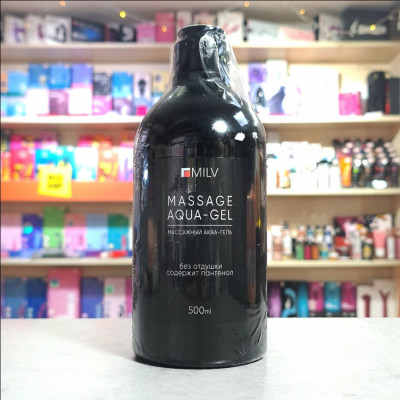 MILV
MASSAGE
AQUA-GEL
МАССАЖНЫЙ АКВА-ГЕЛЬ
без отдушки
содержит пантенол
500ml